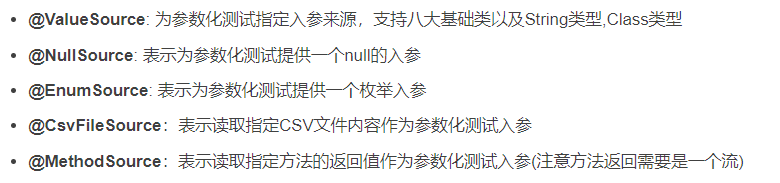 @ValueSource: 为参数化测试指定入参来源，支持八大基础类以及String类型,Class类型
@NullSource: 表示为参数化测试提供一个null的入参
@EnumSource: 表示为参数化测试提供一个枚举入参
@CsvFileSource：表示读取指定CSV文件内容作为参数化测试入参
@MethodSource：表示读取指定方法的返回值作为参数化测试入参(注意方法返回需要是一个流)